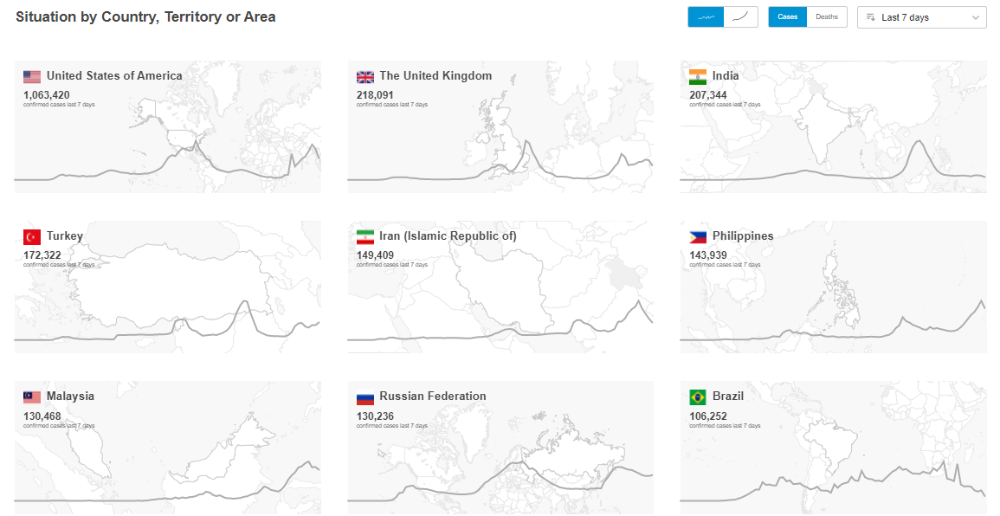 Situation by Country, Territory or Area
Cases
Deaths
Last 7 days
United States of America
1,063,420
confirmed cases last 7 days
The United Kingdom
218,091
confirmed cases last 7 days
India
207,344
confirmed cases last 7 days
Turkey
172,322
confirmed cases last 7 days
Iran (Islamic Republic of)
149,409
confirmed cases last 7 days
Philippines
143,939
confirmed cases last 7 days
Malaysia
130,468
confirmed cases last 7 days
Russian Federation
130,236
confirmed cases last 7 days
Brazil
106,252
confirmed cases last 7 days